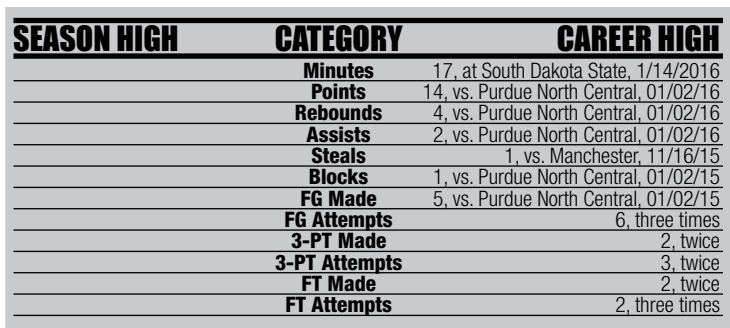 SEASON HIGH CATEGORY CAREER HIGH
Minutes 17, at South Dakota State, 1/14/2016
Points 14, vs. Purdue North Central, 01/02/16
Rebounds 4, vs. Purdue North Central, 01/02/16
Assists 2, vs. Purdue North Central, 01/02/16
Steals 1, vs. Manchester, 11/16/15
Blocks 1, vs. Purdue North Central, 01/02/15
FG Made 5, vs. Purdue North Central, 01/02/15
FG Attempts 6, three times
3-PT Made 2, twice
3-PT Attempts 3, twice
FT Made 2, twice
FT Attempts 2, three times